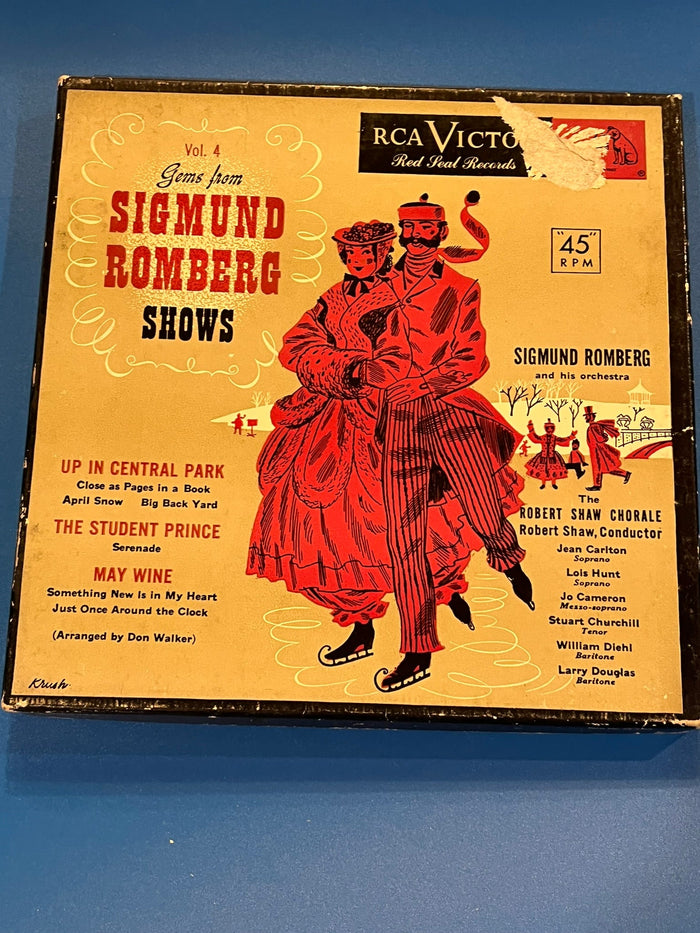 Vol. 4
Gems from
SIGMUND
ROMBERG
SHOWS
RCA VICTO
Red Seal Records
®
"45"
RPM
SIGMUND ROMBERG
and his orchestra
UP IN CENTRAL PARK
Close as Pages in a Book
April Snow Big Back Yard
THE STUDENT PRINCE
Serenade
MAY WINE
Something New Is in My Heart
Just Once Around the Clock
(Arranged by Don Walker)
The
ROBERT SHAW CHORALE
Robert Shaw, Conductor
Jean Carlton
Soprano
Lois Hunt
Soprano
Jo Cameron
Mezzo-soprano
Stuart Churchill
Tenor
William Diehl
Baritone
Larry Douglas
Baritone
Krush